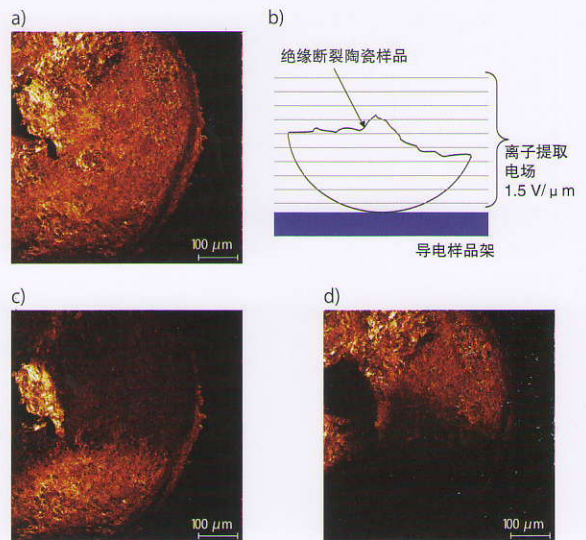 a)
b)
绝缘断裂陶瓷样品
离子提取
电场
1.5 V/μm
导电样品架
100 μm
c)
d)
100 μm
100 μm